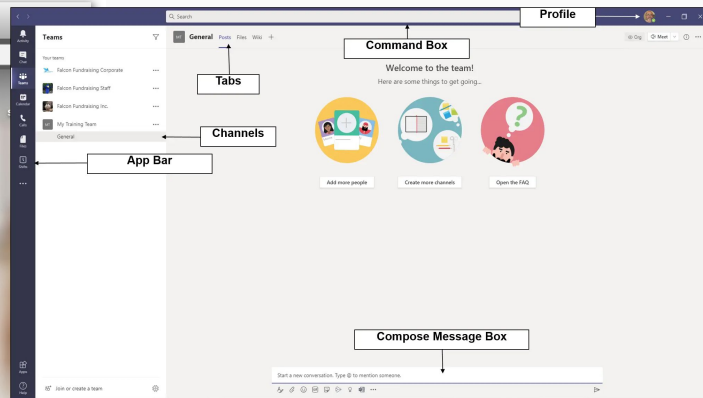 Profile
Search
Activity
Teams
General
Posts
Files
Wiki
Org
Meet
Command Box
Chat
Your teams
Welcome to the team!
Teams
Falcon Fundraising Corporate
Here are some things to get going...
Tabs
Falcon Fundraising Staff
Calendar
Falcon Fundraising Inc.
Calls
My Training Team
General
Channels
Files
App Bar
Add more people
Create more channels
Open the FAQ
Compose Message Box
Apps
Start a new conversation. Type @ to mention someone.
Join or create a team
Help